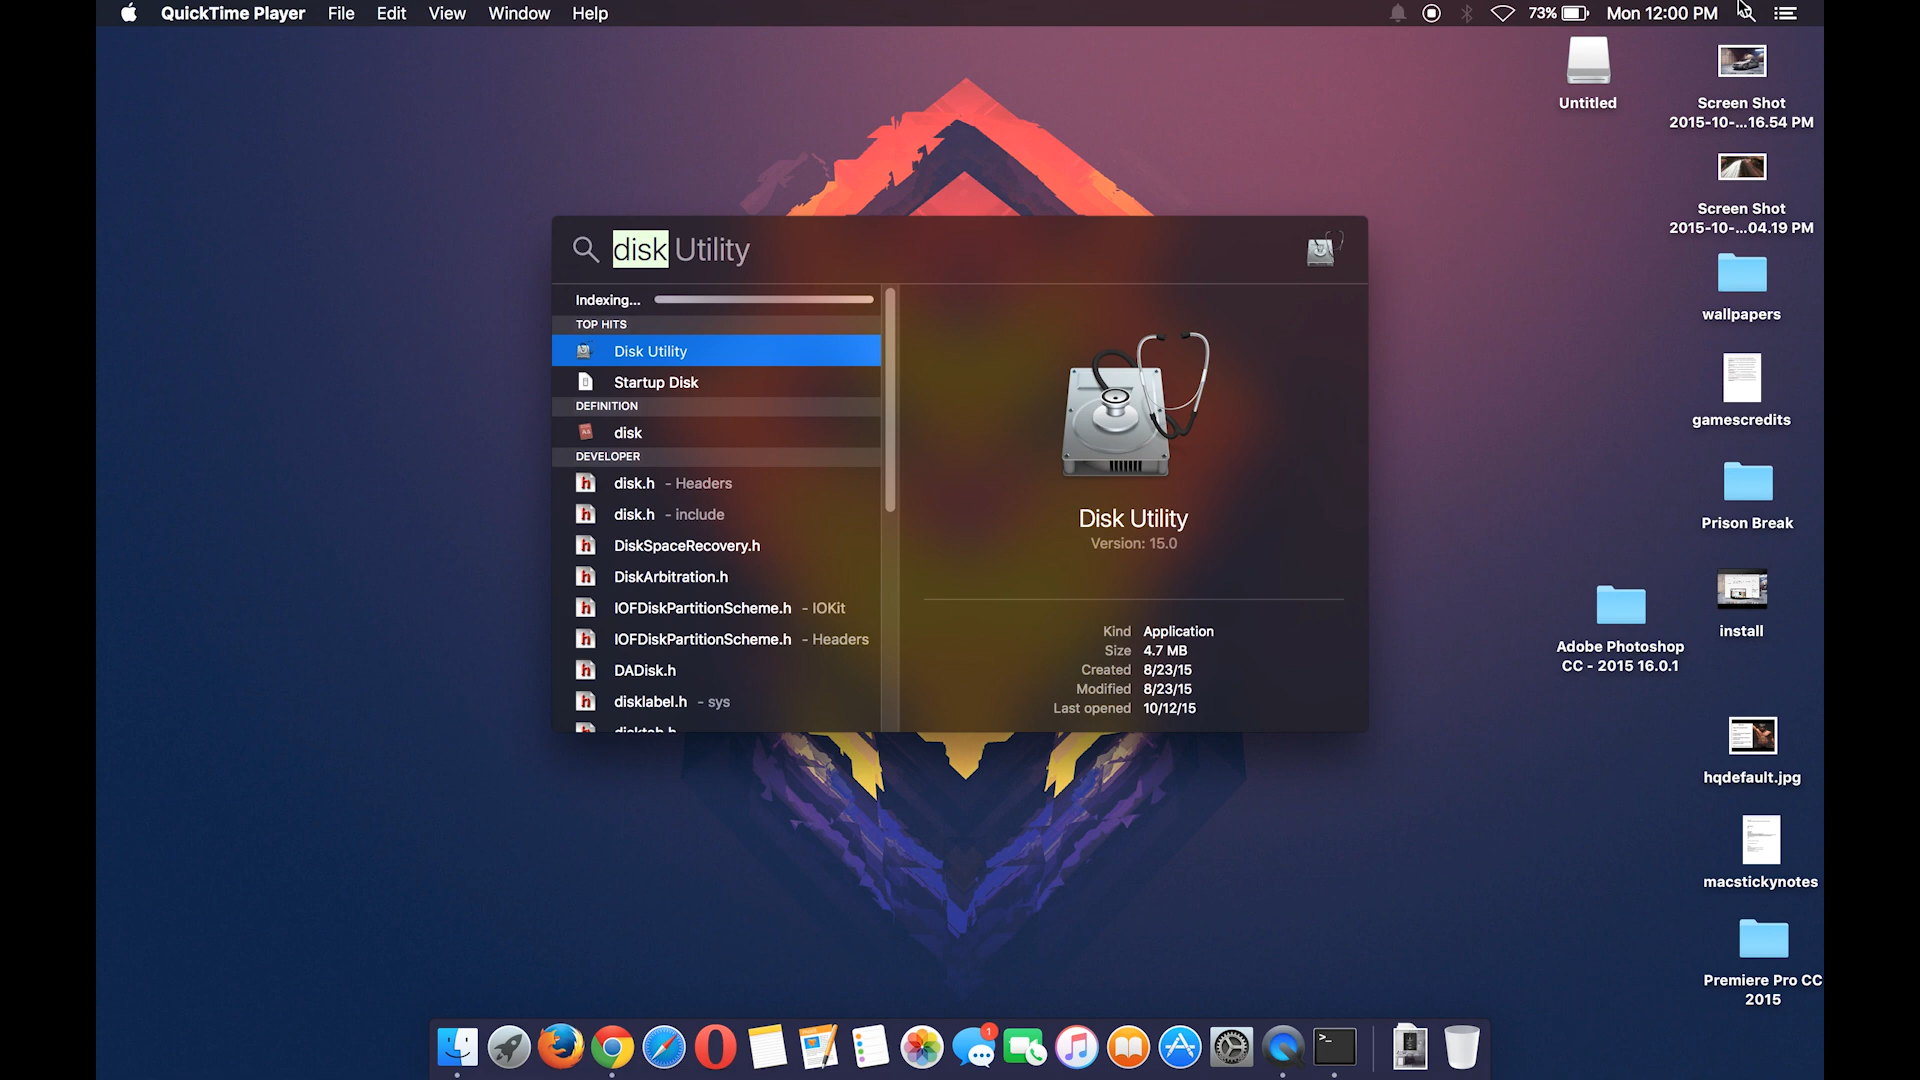 QuickTime Player File Edit View Window Help 73% Mon 12:00 PM
Untitled
Screen Shot
2015-10-...16.54 PM
Screen Shot
2015-10-...04.19 PM
wallpapers
gamescredits
Prison Break
Adobe Photoshop
CC - 2015 16.0.1
install
hqdefault.jpg
macstickynotes
Premiere Pro CC
2015
disk Utility
Indexing...
TOP HITS
Disk Utility
Startup Disk
DEFINITION
disk
DEVELOPER
disk.h - Headers
disk.h - include
DiskSpaceRecovery.h
DiskArbitration.h
IOFDiskPartitionScheme.h - IOKit
IOFDiskPartitionScheme.h - Headers
DADisk.h
disklabel.h - sys
Disk Utility
Version: 15.0
Kind Application
Size 4.7 MB
Created 8/23/15
Modified 8/23/15
Last opened 10/12/15
1